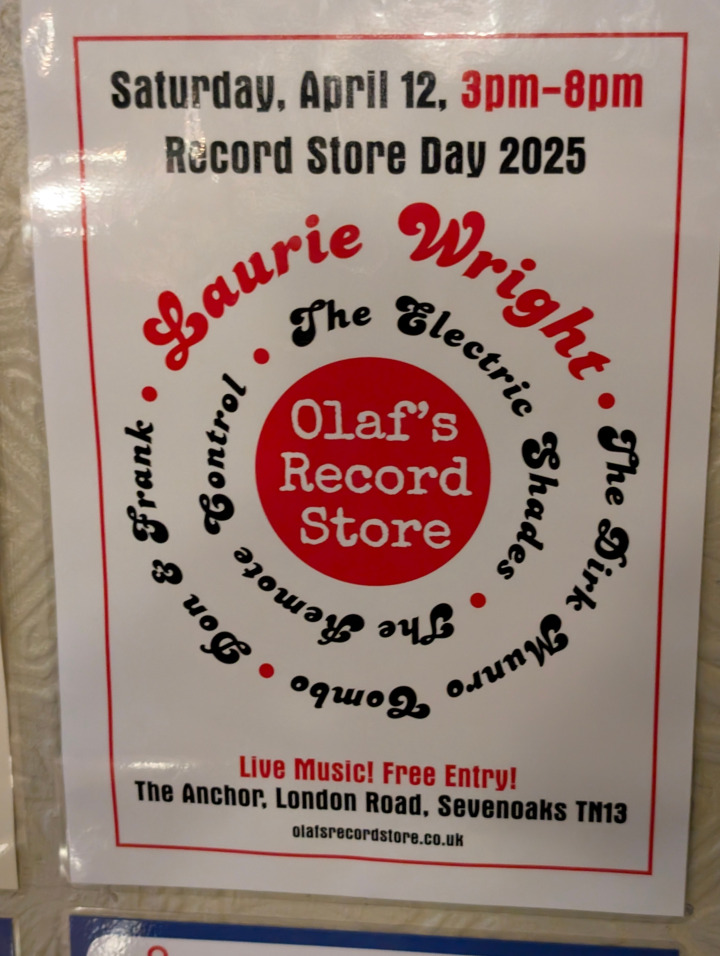 Saturday, April 12, 3pm-8pm
Record Store Day 2025
Laurie Wright • The Dirk Munro Combo • Don & Frank •
The Electric Shades • The Remote Control •
Olaf's
Record
Store
Live Music! Free Entry!
The Anchor, London Road, Sevenoaks TN13
olafsrecordstore.co.uk